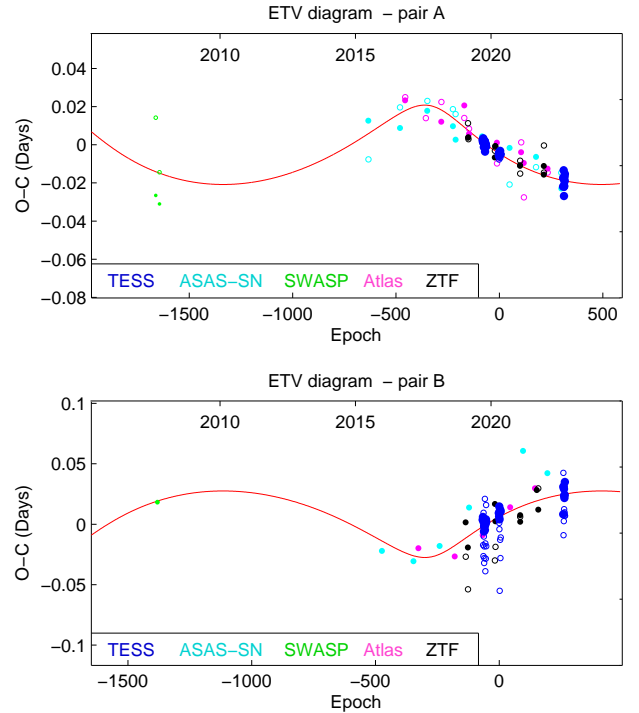 ETV diagram − pair A
2010 2015 2020
0.04
0.02
0
−0.02
−0.04
−0.06
−0.08
O−C (Days)
TESS ASAS−SN SWASP Atlas ZTF
−1500 −1000 −500 0 500
Epoch
ETV diagram − pair B
2010 2015 2020
0.1
0.05
0
−0.05
−0.1
O−C (Days)
TESS ASAS−SN SWASP Atlas ZTF
−1500 −1000 −500 0
Epoch